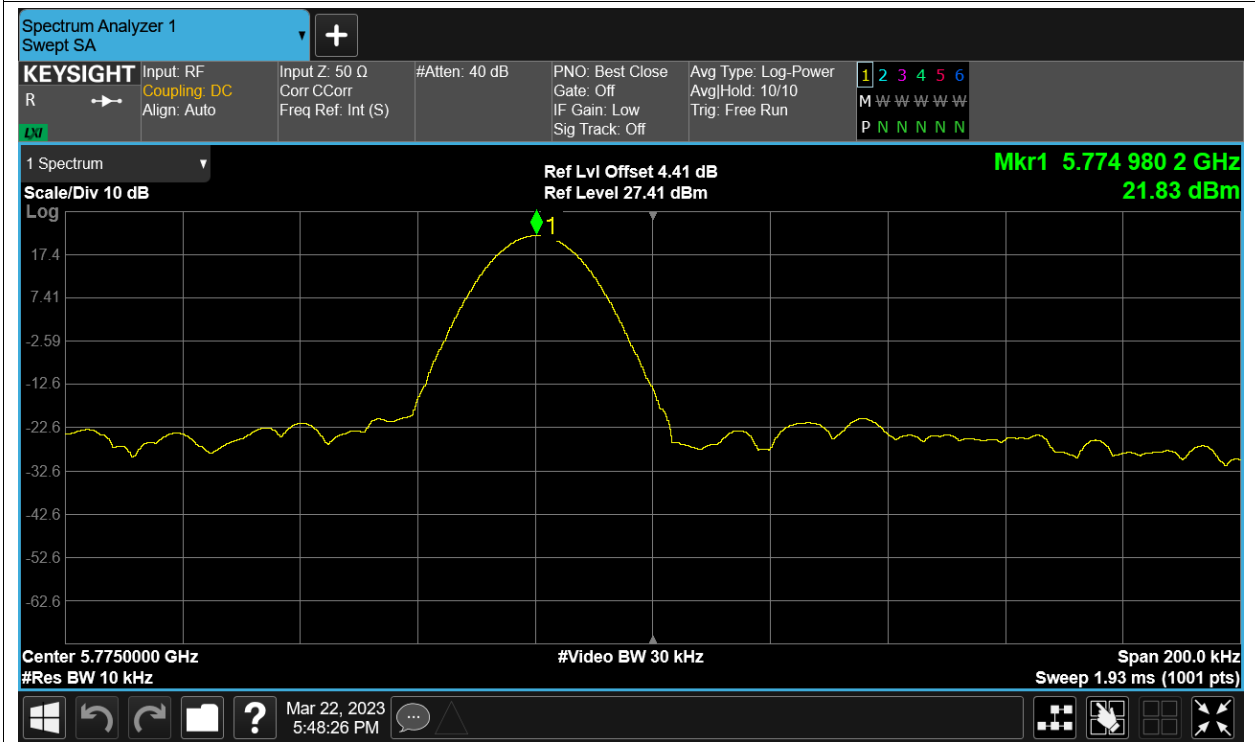 Spectrum Analyzer 1
Swept SA
KEYSIGHT
R
LXI
Input: RF
Coupling: DC
Align: Auto
Input Z: 50 Ω
Corr CCorr
Freq Ref: Int (S)
#Atten: 40 dB
PNO: Best Close
Gate: Off
IF Gain: Low
Sig Track: Off
Avg Type: Log-Power
Avg|Hold: 10/10
Trig: Free Run
1 2 3 4 5 6
M W W W W W
P N N N N N
1 Spectrum
Scale/Div 10 dB
Log
Ref Lvl Offset 4.41 dB
Ref Level 27.41 dBm
Mkr1 5.774 980 2 GHz
21.83 dBm
1
17.4
7.41
-2.59
-12.6
-22.6
-32.6
-42.6
-52.6
-62.6
Center 5.7750000 GHz
#Res BW 10 kHz
#Video BW 30 kHz
Span 200.0 kHz
Sweep 1.93 ms (1001 pts)
?
Mar 22, 2023
5:48:26 PM